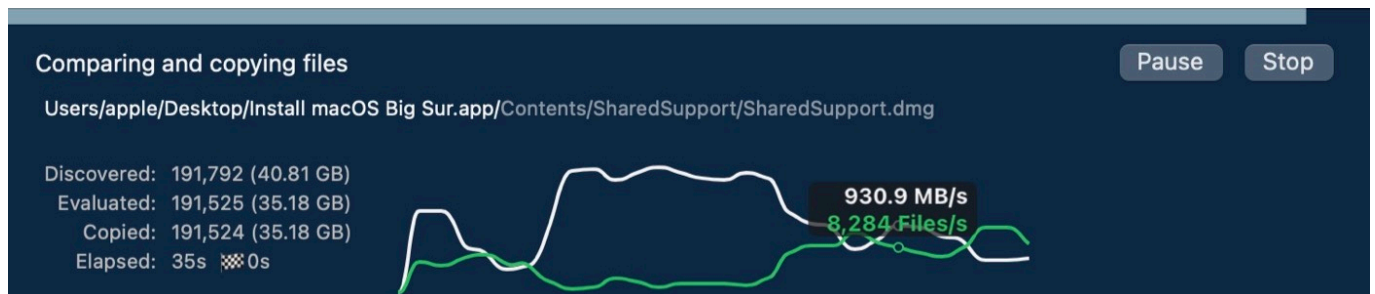 Comparing and copying files
Pause
Stop
Users/apple/Desktop/Install macOS Big Sur.app/Contents/SharedSupport/SharedSupport.dmg
Discovered: 191,792 (40.81 GB)
Evaluated: 191,525 (35.18 GB)
Copied: 191,524 (35.18 GB)
Elapsed: 35s 🏁0s
930.9 MB/s
8,284 Files/s